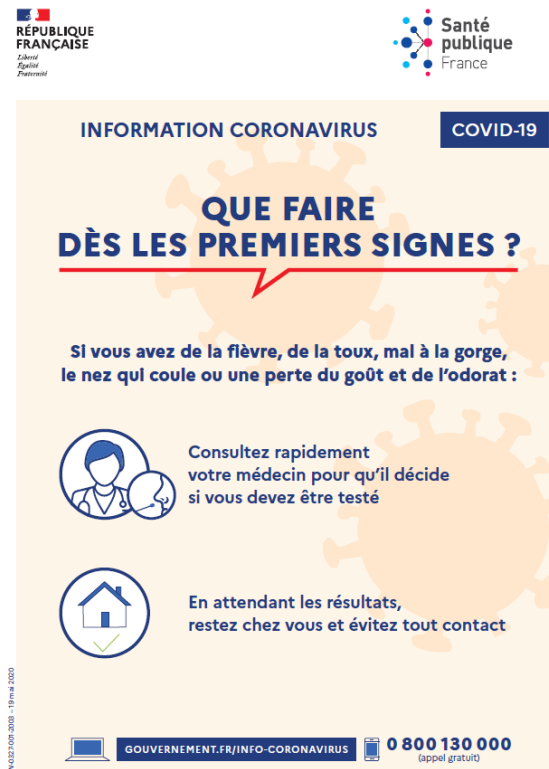 RÉPUBLIQUE
FRANÇAISE
Liberté
Égalité
Fraternité
Santé
publique
France
INFORMATION CORONAVIRUS
COVID-19
QUE FAIRE
DÈS LES PREMIERS SIGNES ?
Si vous avez de la fièvre, de la toux, mal à la gorge,
le nez qui coule ou une perte du goût et de l’odorat :
Consultez rapidement
votre médecin pour qu’il décide
si vous devez être testé
En attendant les résultats,
restez chez vous et évitez tout contact
GOUVERNEMENT.FR/INFO-CORONAVIRUS
0 800 130 000
(appel gratuit)
19 mai 2020